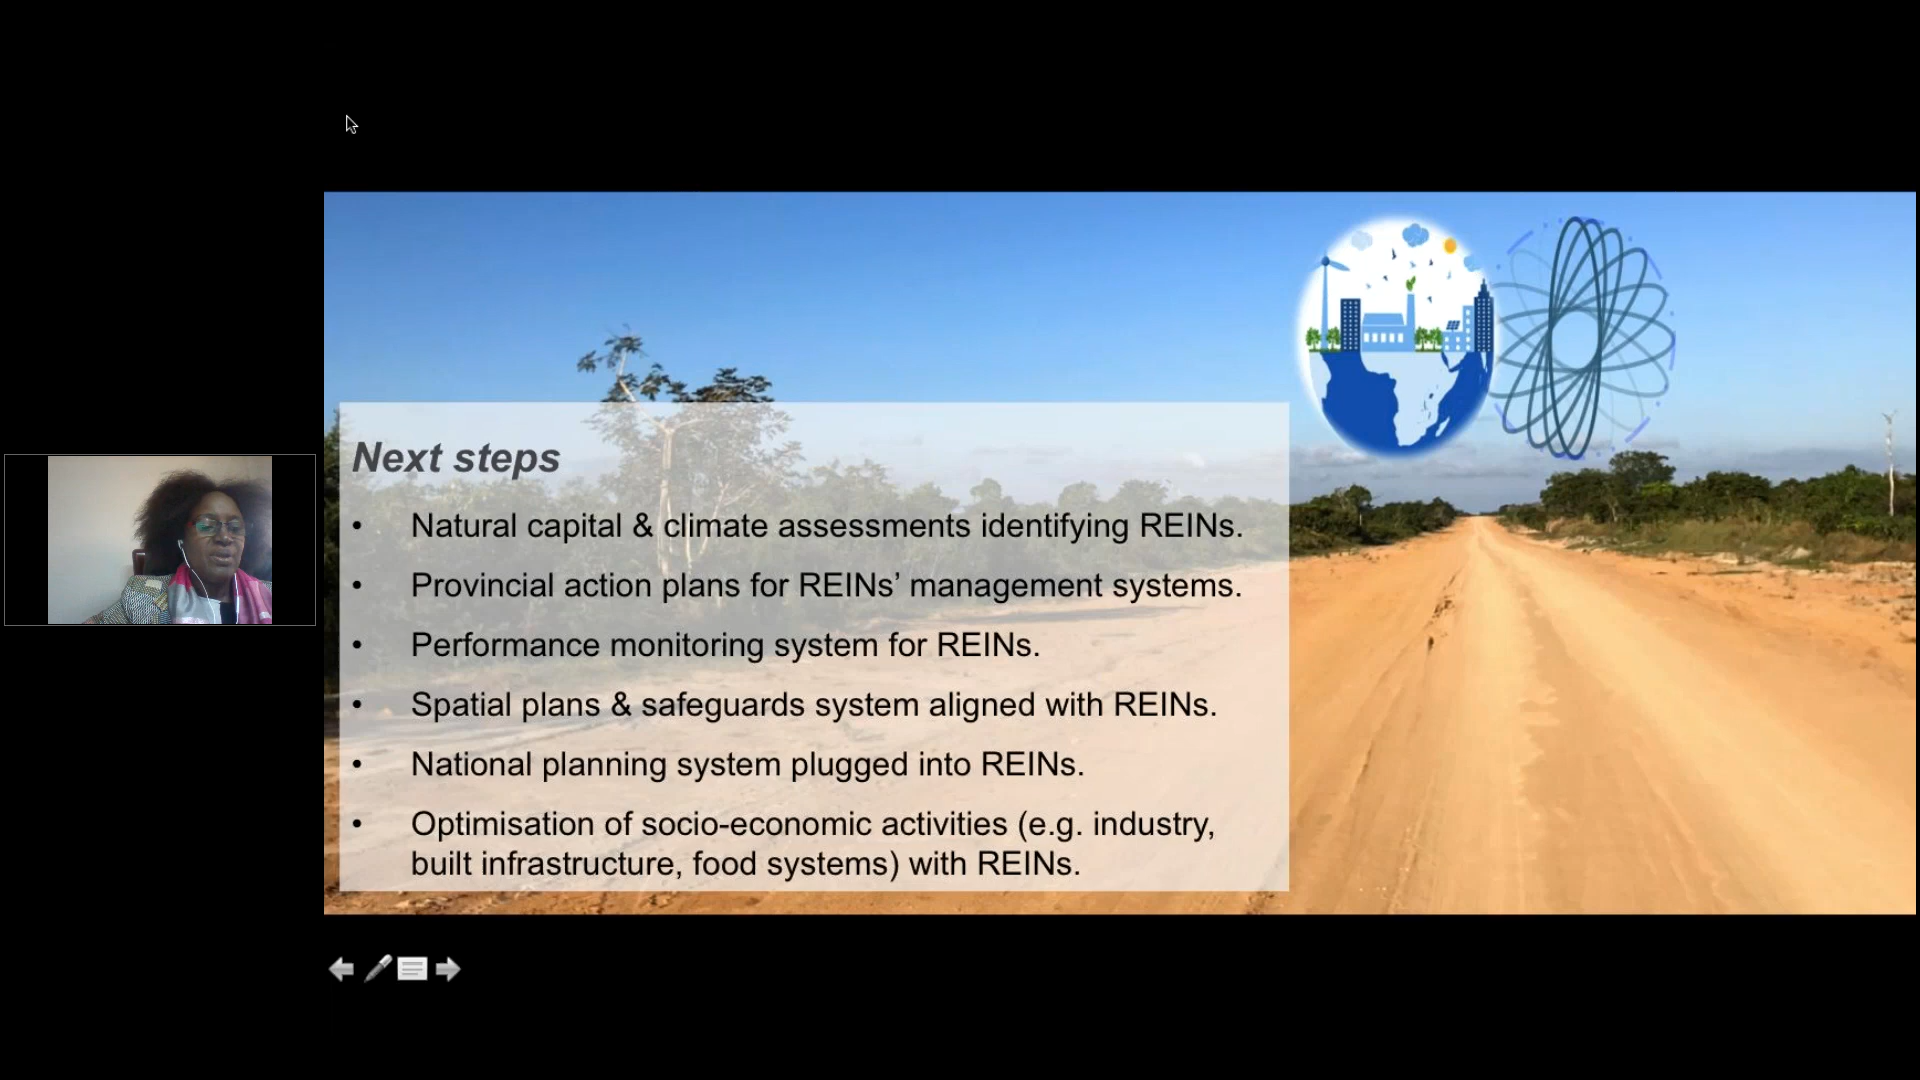 Next steps
• Natural capital & climate assessments identifying REINs.
• Provincial action plans for REINs’ management systems.
• Performance monitoring system for REINs.
• Spatial plans & safeguards system aligned with REINs.
• National planning system plugged into REINs.
• Optimisation of socio-economic activities (e.g. industry,
built infrastructure, food systems) with REINs.